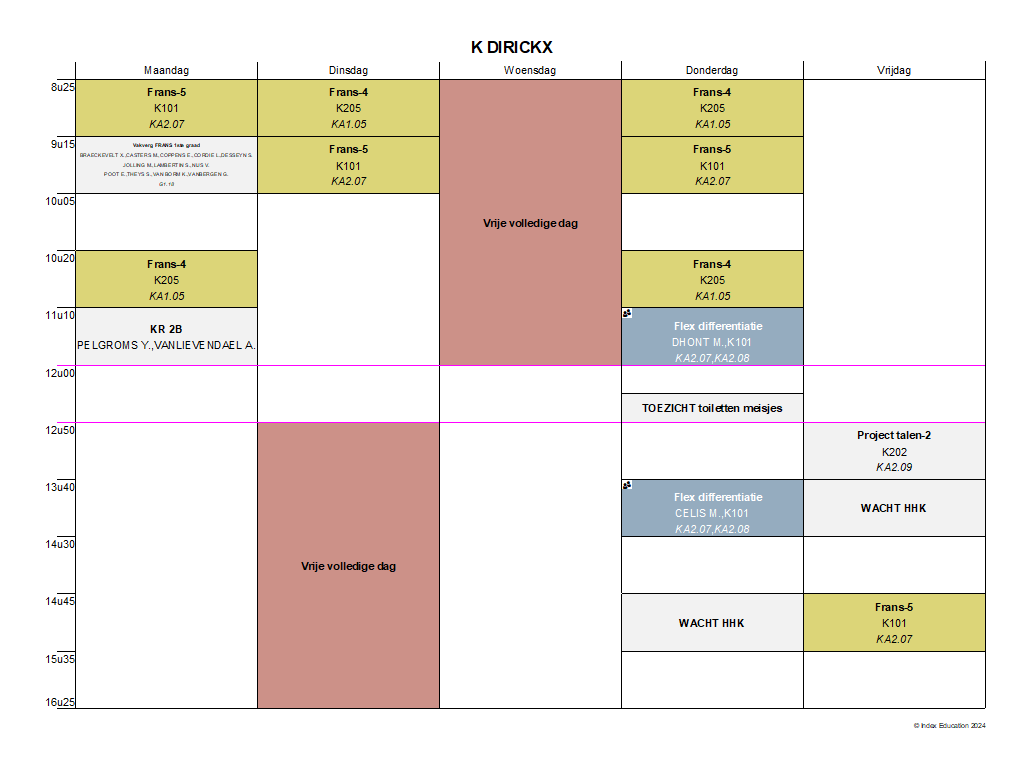 K DIRICKX
Maandag Dinsdag Woensdag Donderdag Vrijdag
8u25
Frans-5
K101
KA2.07
Frans-4
K205
KA1.05
Frans-4
K205
KA1.05
9u15
Vakverg FRANS 1ste graad
BRAECKEVELT X.,CASTERS M.,COPPENS E.,CORDIE I.,DESSEYN S.
JOLLING M.,LAMBERTIN S.,NIJS V.
POOT E.,THEYS S.,VAN BORM K.,VANBERGEN G.
G1.18
Frans-5
K101
KA2.07
Frans-5
K101
KA2.07
10u05
Vrije volledige dag
10u20
Frans-4
K205
KA1.05
Frans-4
K205
KA1.05
11u10
KR 2B
PELGROMS Y.,VANLIEVENDAEL A.
Flex differentiatie
DHONT M.,K101
KA2.07,KA2.08
12u00
TOEZICHT toiletten meisjes
12u50
Project talen-2
K202
KA2.09
13u40
Flex differentiatie
CELIS M.,K101
KA2.07,KA2.08
WACHT HHK
14u30
Vrije volledige dag
14u45
WACHT HHK
Frans-5
K101
KA2.07
15u35
16u25
© Index Education 2024